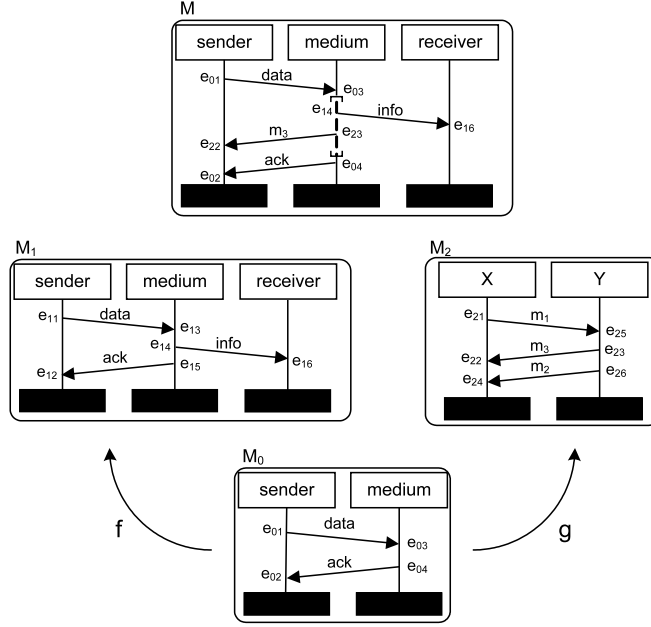 M
sender medium receiver
e01 data e03
e14 info e16
e22 m3 e23
e02 ack e04
M1
sender medium receiver
e11 data e13
e14 info e16
e12 ack e15
M2
X Y
e21 m1 e25
e22 m3 e23
e24 m2 e26
M0
sender medium
e01 data e03
e02 ack e04
f g